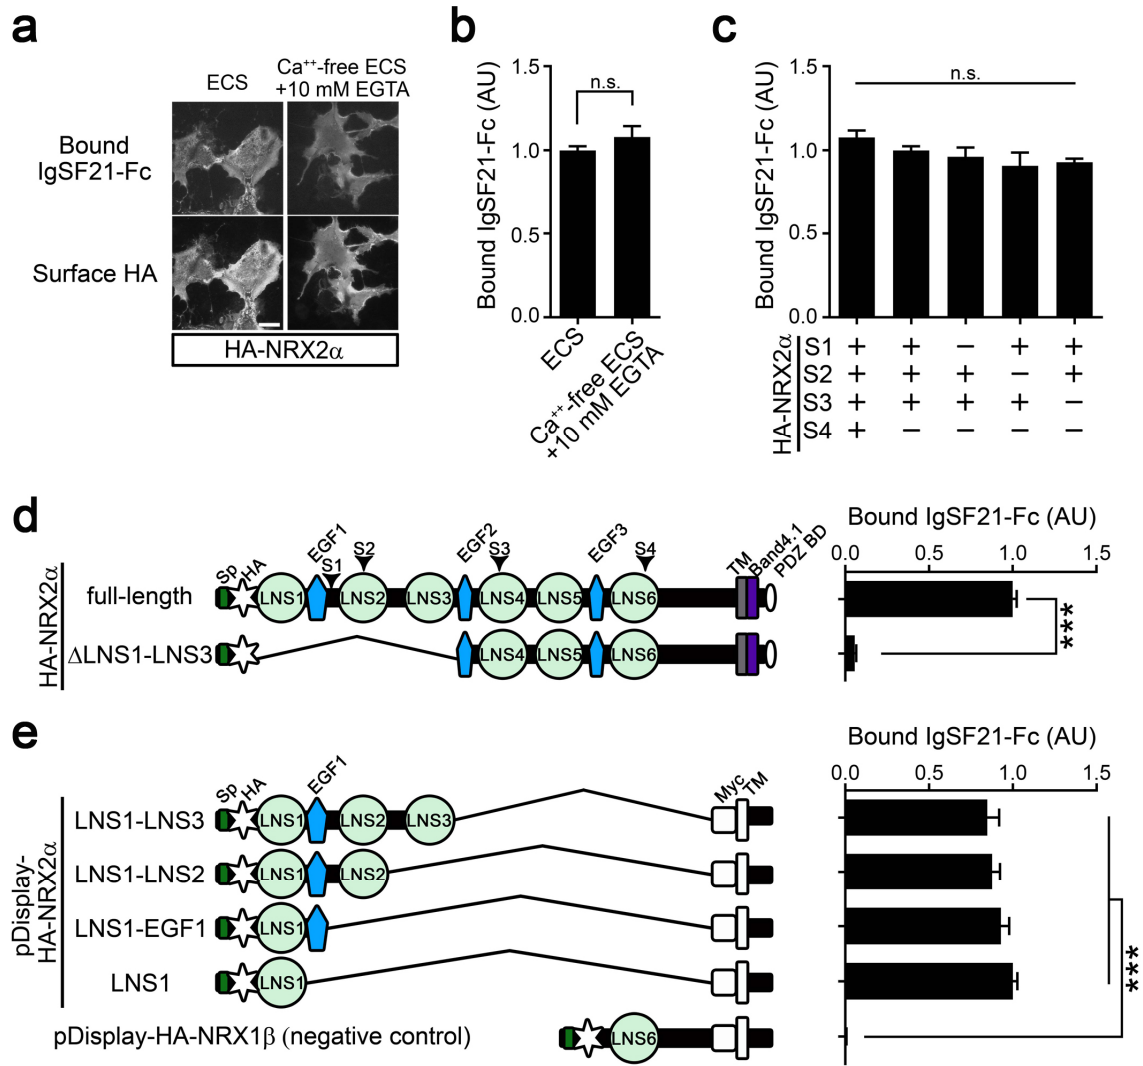 a
ECS
Ca++-free ECS
+10 mM EGTA
Bound
IgSF21-Fc
Surface HA
HA-NRX2α
b
Bound IgSF21-Fc (AU)
1.5
1.0
0.5
0.0
n.s.
ECS
Ca++-free ECS
+10 mM EGTA
c
Bound IgSF21-Fc (AU)
1.5
1.0
0.5
0.0
n.s.
HA-NRX2α
S1 + + − + +
S2 + + + − +
S3 + + + + −
S4 + − − − −
d
HA-NRX2α
Sp HA EGF1 S1 S2 EGF2 S3 EGF3 S4 TM Band4.1 PDZ BD
full-length LNS1 LNS2 LNS3 LNS4 LNS5 LNS6
ΔLNS1-LNS3 LNS4 LNS5 LNS6
Bound IgSF21-Fc (AU)
0.0 0.5 1.0 1.5
***
e
pDisplay-
HA-NRX2α
Sp HA EGF1 Myc TM
LNS1-LNS3 LNS1 LNS2 LNS3
LNS1-LNS2 LNS1 LNS2
LNS1-EGF1 LNS1
LNS1 LNS1
pDisplay-HA-NRX1β (negative control) LNS6
Bound IgSF21-Fc (AU)
0.0 0.5 1.0 1.5
***